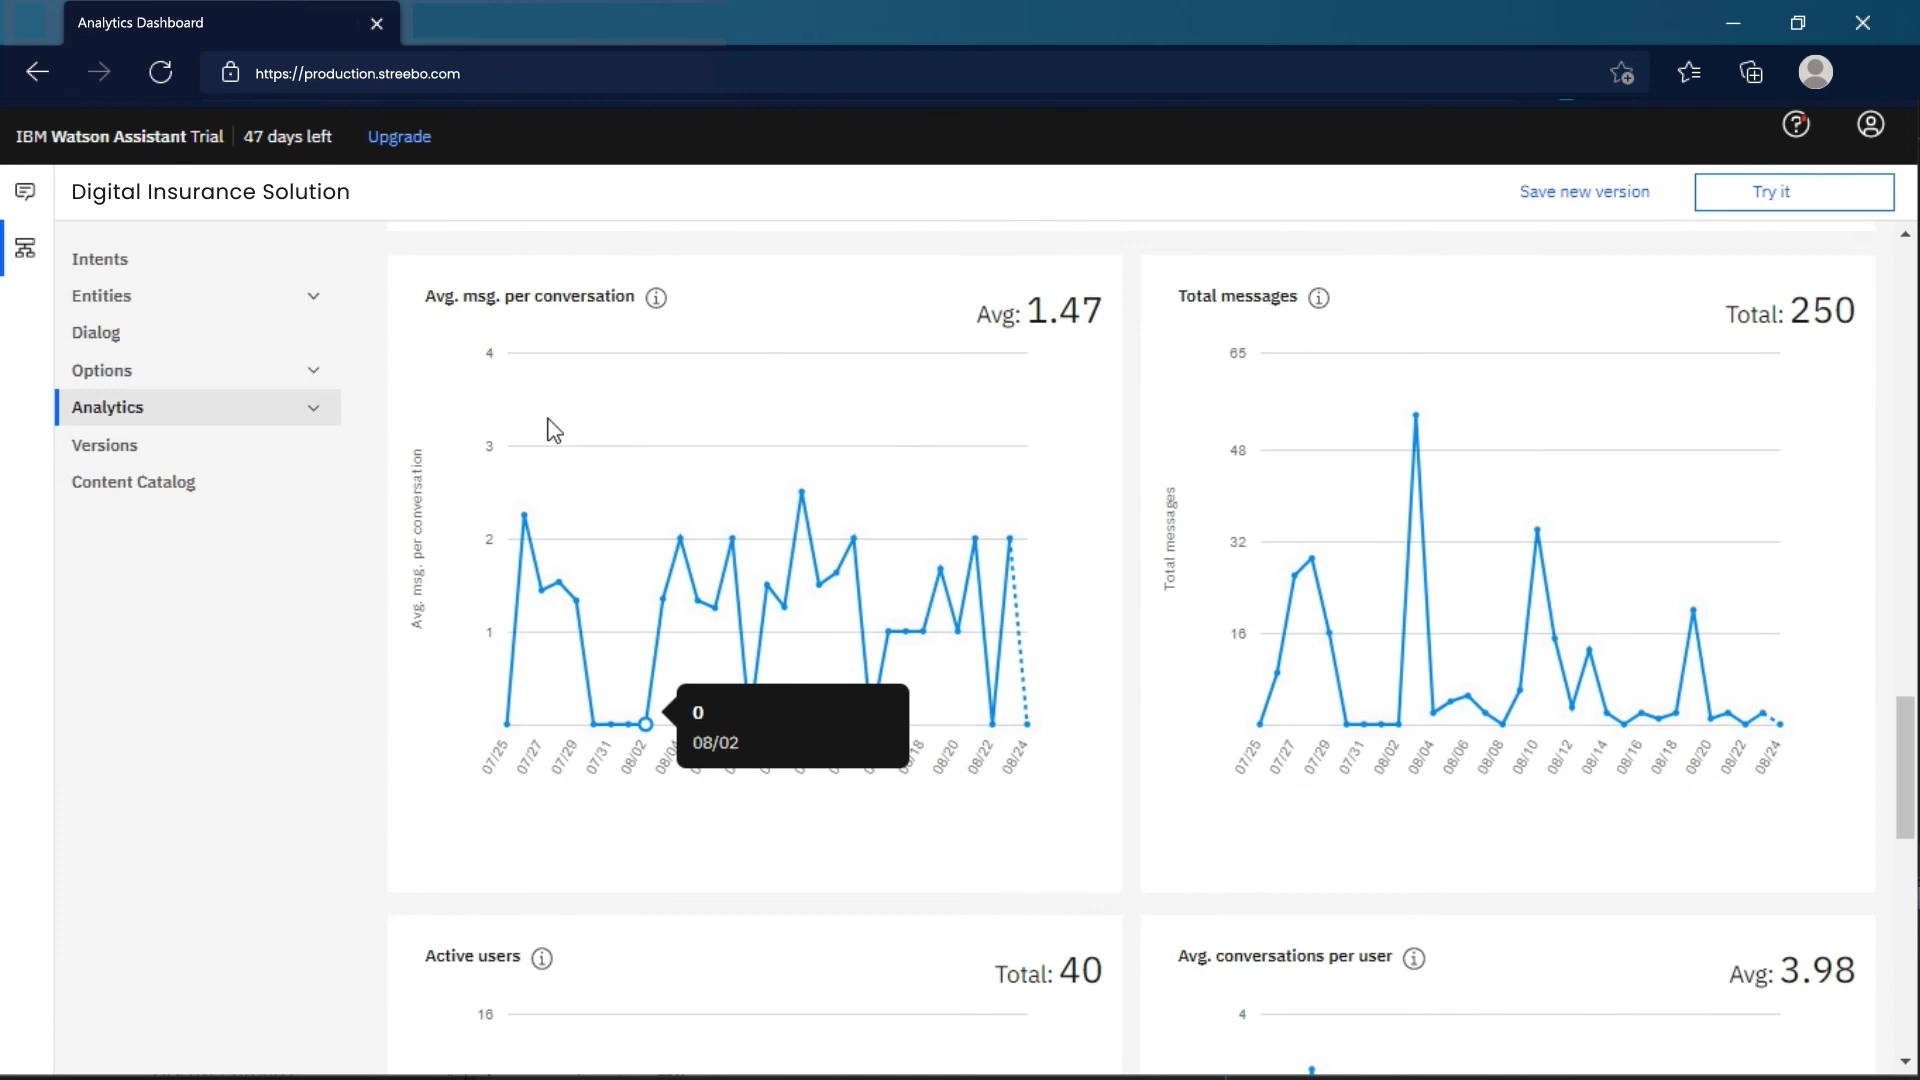 Analytics Dashboard
https://production.streebo.com
IBM Watson Assistant Trial 47 days left Upgrade
Digital Insurance Solution
Save new version
Try it
Intents
Entities
Dialog
Options
Analytics
Versions
Content Catalog
Avg. msg. per conversation
Avg: 1.47
4
3
2
1
Avg. msg. per conversation
0
08/02
07/25
07/27
07/29
07/31
08/02
08/18
08/20
08/22
08/24
Total messages
Total: 250
65
48
32
16
Total messages
07/25
07/27
07/29
07/31
08/02
08/04
08/06
08/08
08/10
08/12
08/14
08/16
08/18
08/20
08/22
08/24
Active users
Total: 40
16
Avg. conversations per user
Avg: 3.98
4